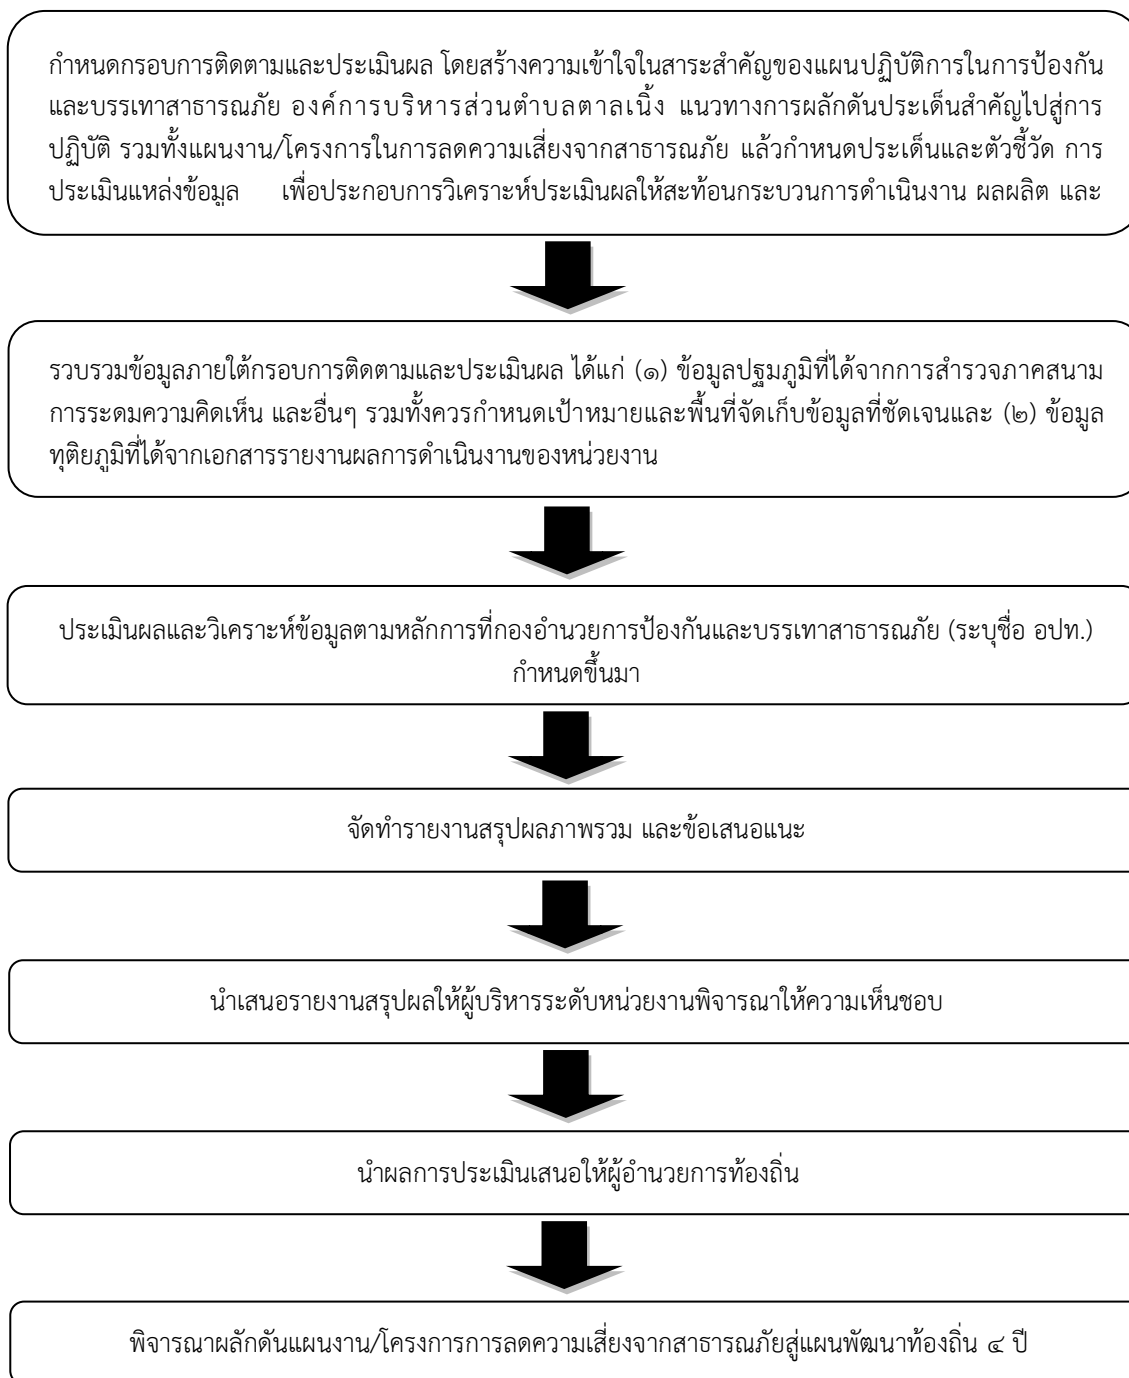 กำหนดกรอบการติดตามและประเมินผล โดยสร้างความเข้าใจในสาระสำคัญของแผนปฏิบัติการในการป้องกัน
และบรรเทาสาธารณภัย องค์การบริหารส่วนตำบลตาลเนิ้ง แนวทางการผลักดันประเด็นสำคัญไปสู่การ
ปฏิบัติ รวมทั้งแผนงาน/โครงการในการลดความเสี่ยงจากสาธารณภัย แล้วกำหนดประเด็นและตัวชี้วัด การ
ประเมินแหล่งข้อมูล เพื่อประกอบการวิเคราะห์ประเมินผลให้สะท้อนกระบวนการดำเนินงาน ผลผลิต และ
รวบรวมข้อมูลภายใต้กรอบการติดตามและประเมินผล ได้แก่ (๑) ข้อมูลปฐมภูมิที่ได้จากการสำรวจภาคสนาม
การระดมความคิดเห็น และอื่นๆ รวมทั้งควรกำหนดเป้าหมายและพื้นที่จัดเก็บข้อมูลที่ชัดเจนและ (๒) ข้อมูล
ทุติยภูมิที่ได้จากเอกสารรายงานผลการดำเนินงานของหน่วยงาน
ประเมินผลและวิเคราะห์ข้อมูลตามหลักการที่กองอำนวยการป้องกันและบรรเทาสาธารณภัย (ระบุชื่อ อปท.)
กำหนดขึ้นมา
จัดทำรายงานสรุปผลภาพรวม และข้อเสนอแนะ
นำเสนอรายงานสรุปผลให้ผู้บริหารระดับหน่วยงานพิจารณาให้ความเห็นชอบ
นำผลการประเมินเสนอให้ผู้อำนวยการท้องถิ่น
พิจารณาผลักดันแผนงาน/โครงการการลดความเสี่ยงจากสาธารณภัยสู่แผนพัฒนาท้องถิ่น ๔ ปี